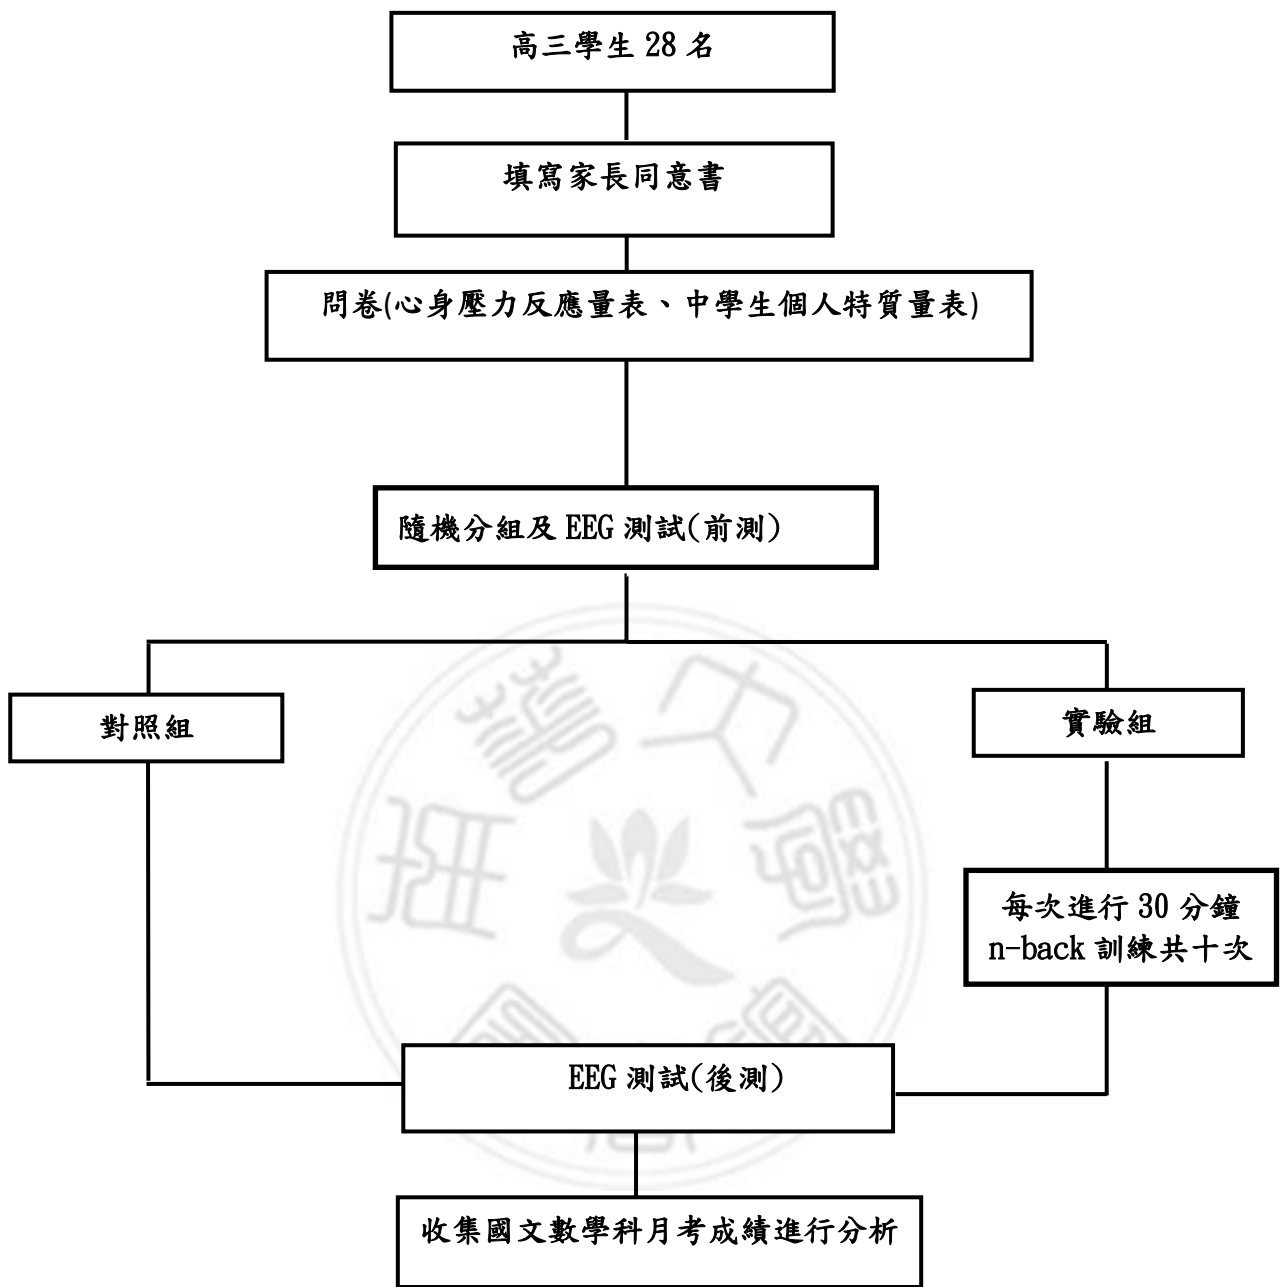 高三學生 28 名
填寫家長同意書
問卷(心身壓力反應量表、中學生個人特質量表)
隨機分組及 EEG 測試(前測)
對照組
實驗組
每次進行 30 分鐘
n-back 訓練共十次
EEG 測試(後測)
收集國文數學科月考成績進行分析